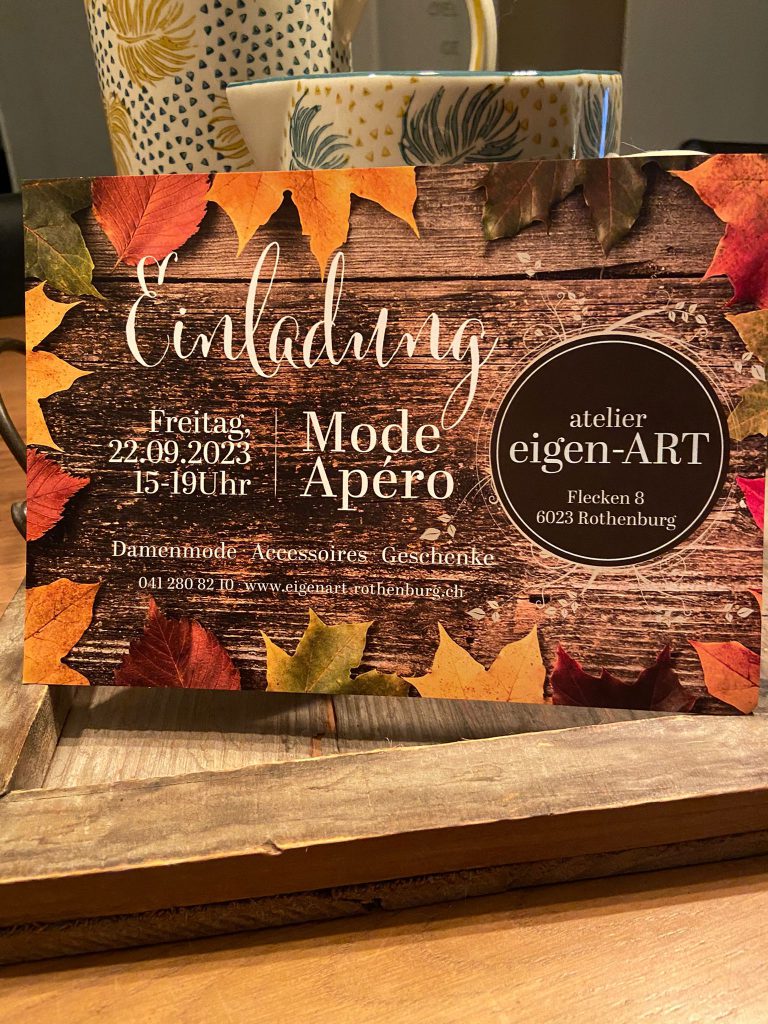 Einladung
Freitag,
22.09.2023
15-19Uhr
Mode
Apéro
Damenmode Accessoires Geschenke
041 280 82 10 www.eigenart-rothenburg.ch
atelier
eigen-ART
Flecken 8
6023 Rothenburg